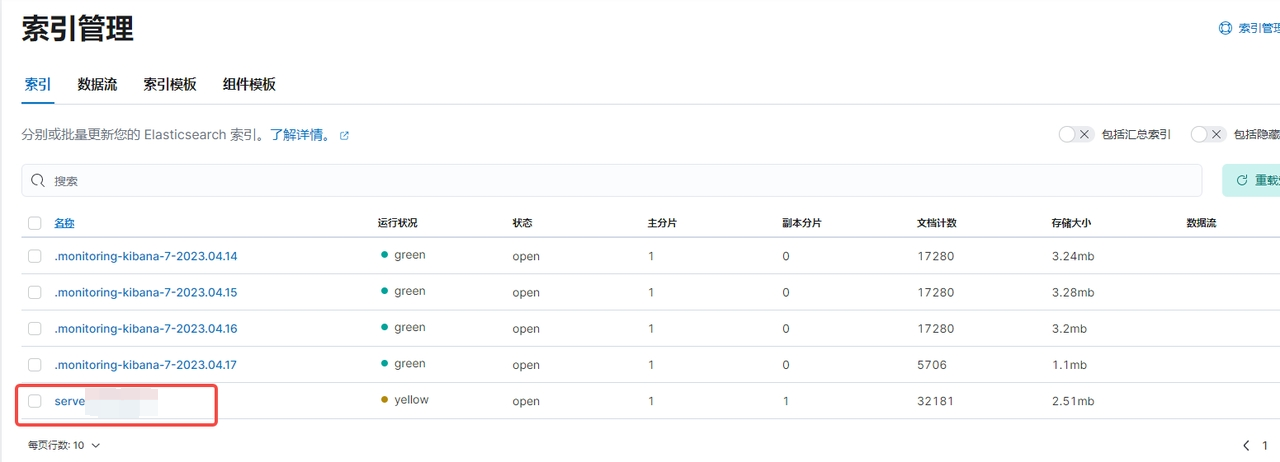 索引管理
索引管理
索引 数据流 索引模板 组件模板
分别或批量更新您的 Elasticsearch 索引。了解详情。
包括汇总索引 包括隐藏
搜索
重载
名称 运行状况 状态 主分片 副本分片 文档计数 存储大小 数据流
.monitoring-kibana-7-2023.04.14 green open 1 0 17280 3.24mb
.monitoring-kibana-7-2023.04.15 green open 1 0 17280 3.28mb
.monitoring-kibana-7-2023.04.16 green open 1 0 17280 3.2mb
.monitoring-kibana-7-2023.04.17 green open 1 0 5706 1.1mb
serve yellow open 1 1 32181 2.51mb
每页行数: 10 1